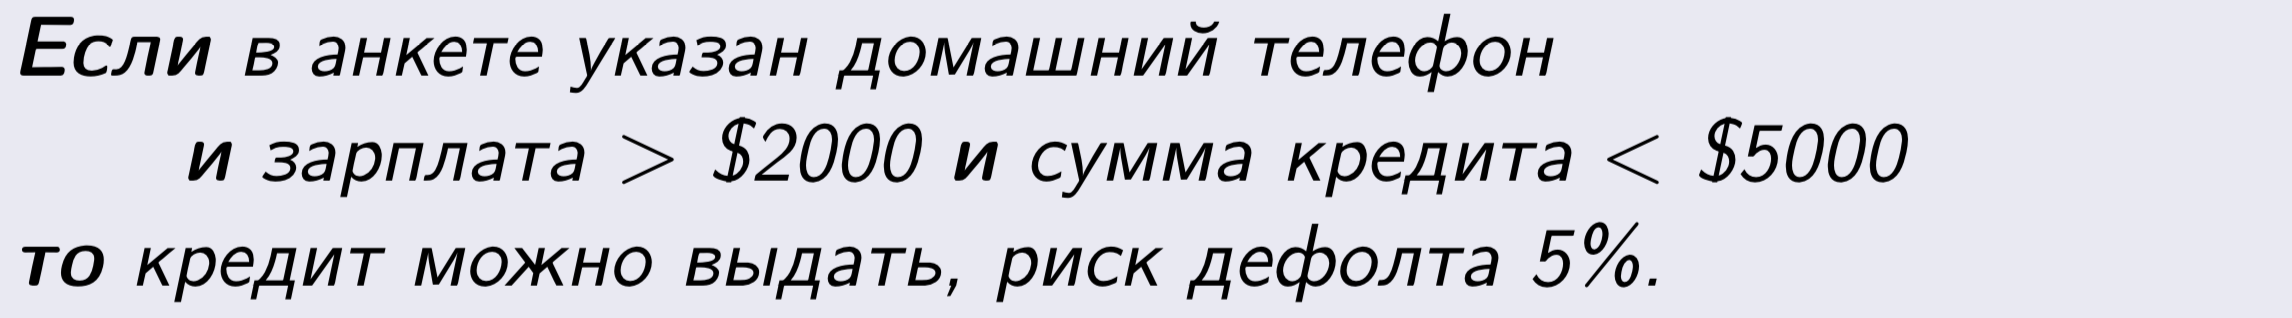 Если в анкете указан домашний телефон
и зарплата > $2000 и сумма кредита < $5000
то кредит можно выдать, риск дефолта 5%.